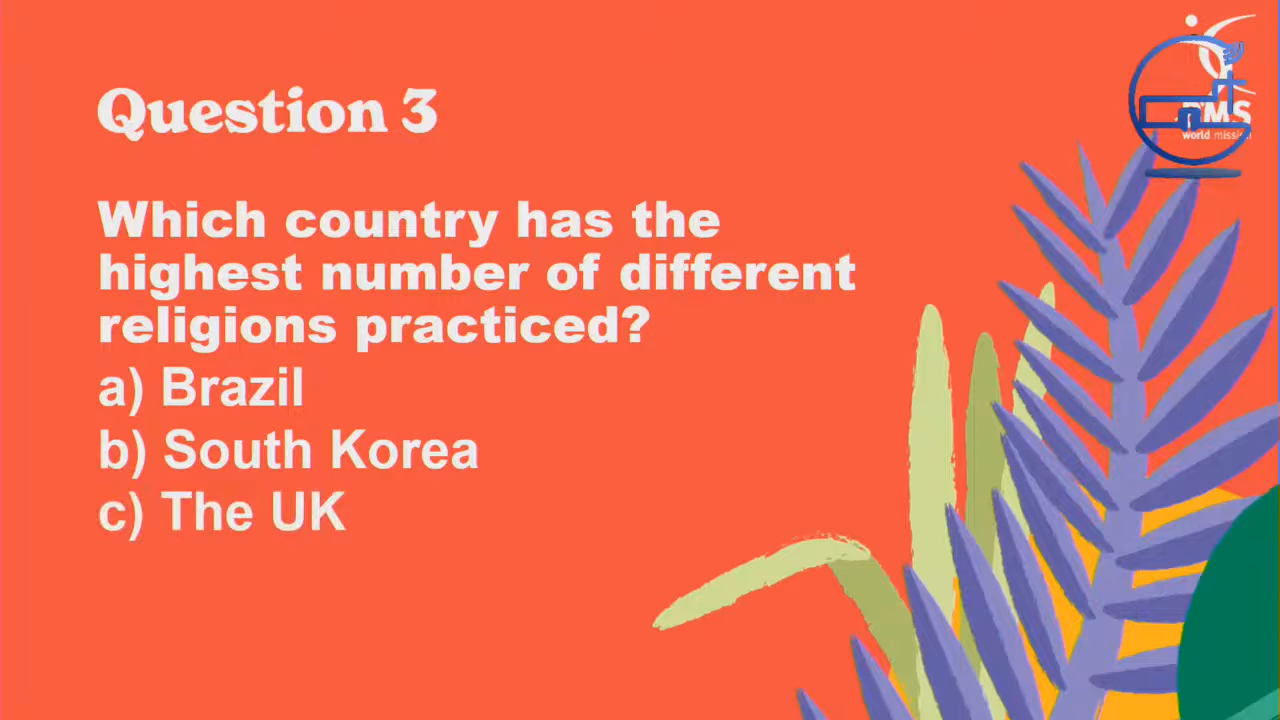 Question 3
Which country has the
highest number of different
religions practiced?
a) Brazil
b) South Korea
c) The UK
world mission